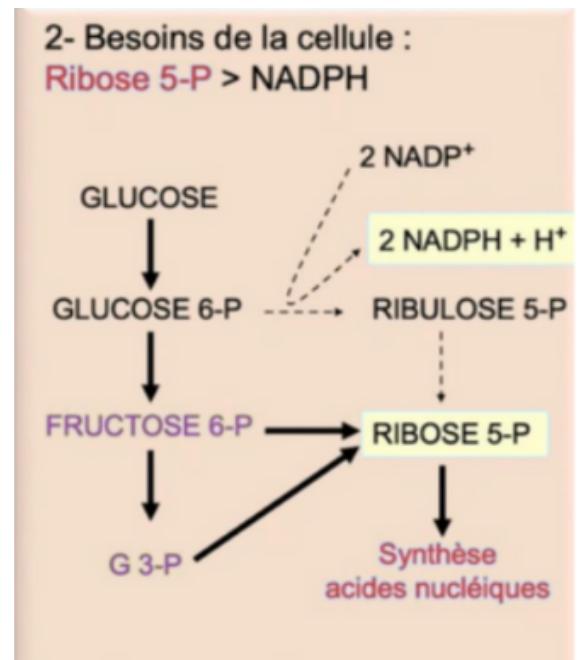 2- Besoins de la cellule :
Ribose 5-P > NADPH
2 NADP⁺
GLUCOSE
2 NADPH + H⁺
GLUCOSE 6-P
RIBULOSE 5-P
FRUCTOSE 6-P
RIBOSE 5-P
G 3-P
Synthèse
acides nucléiques